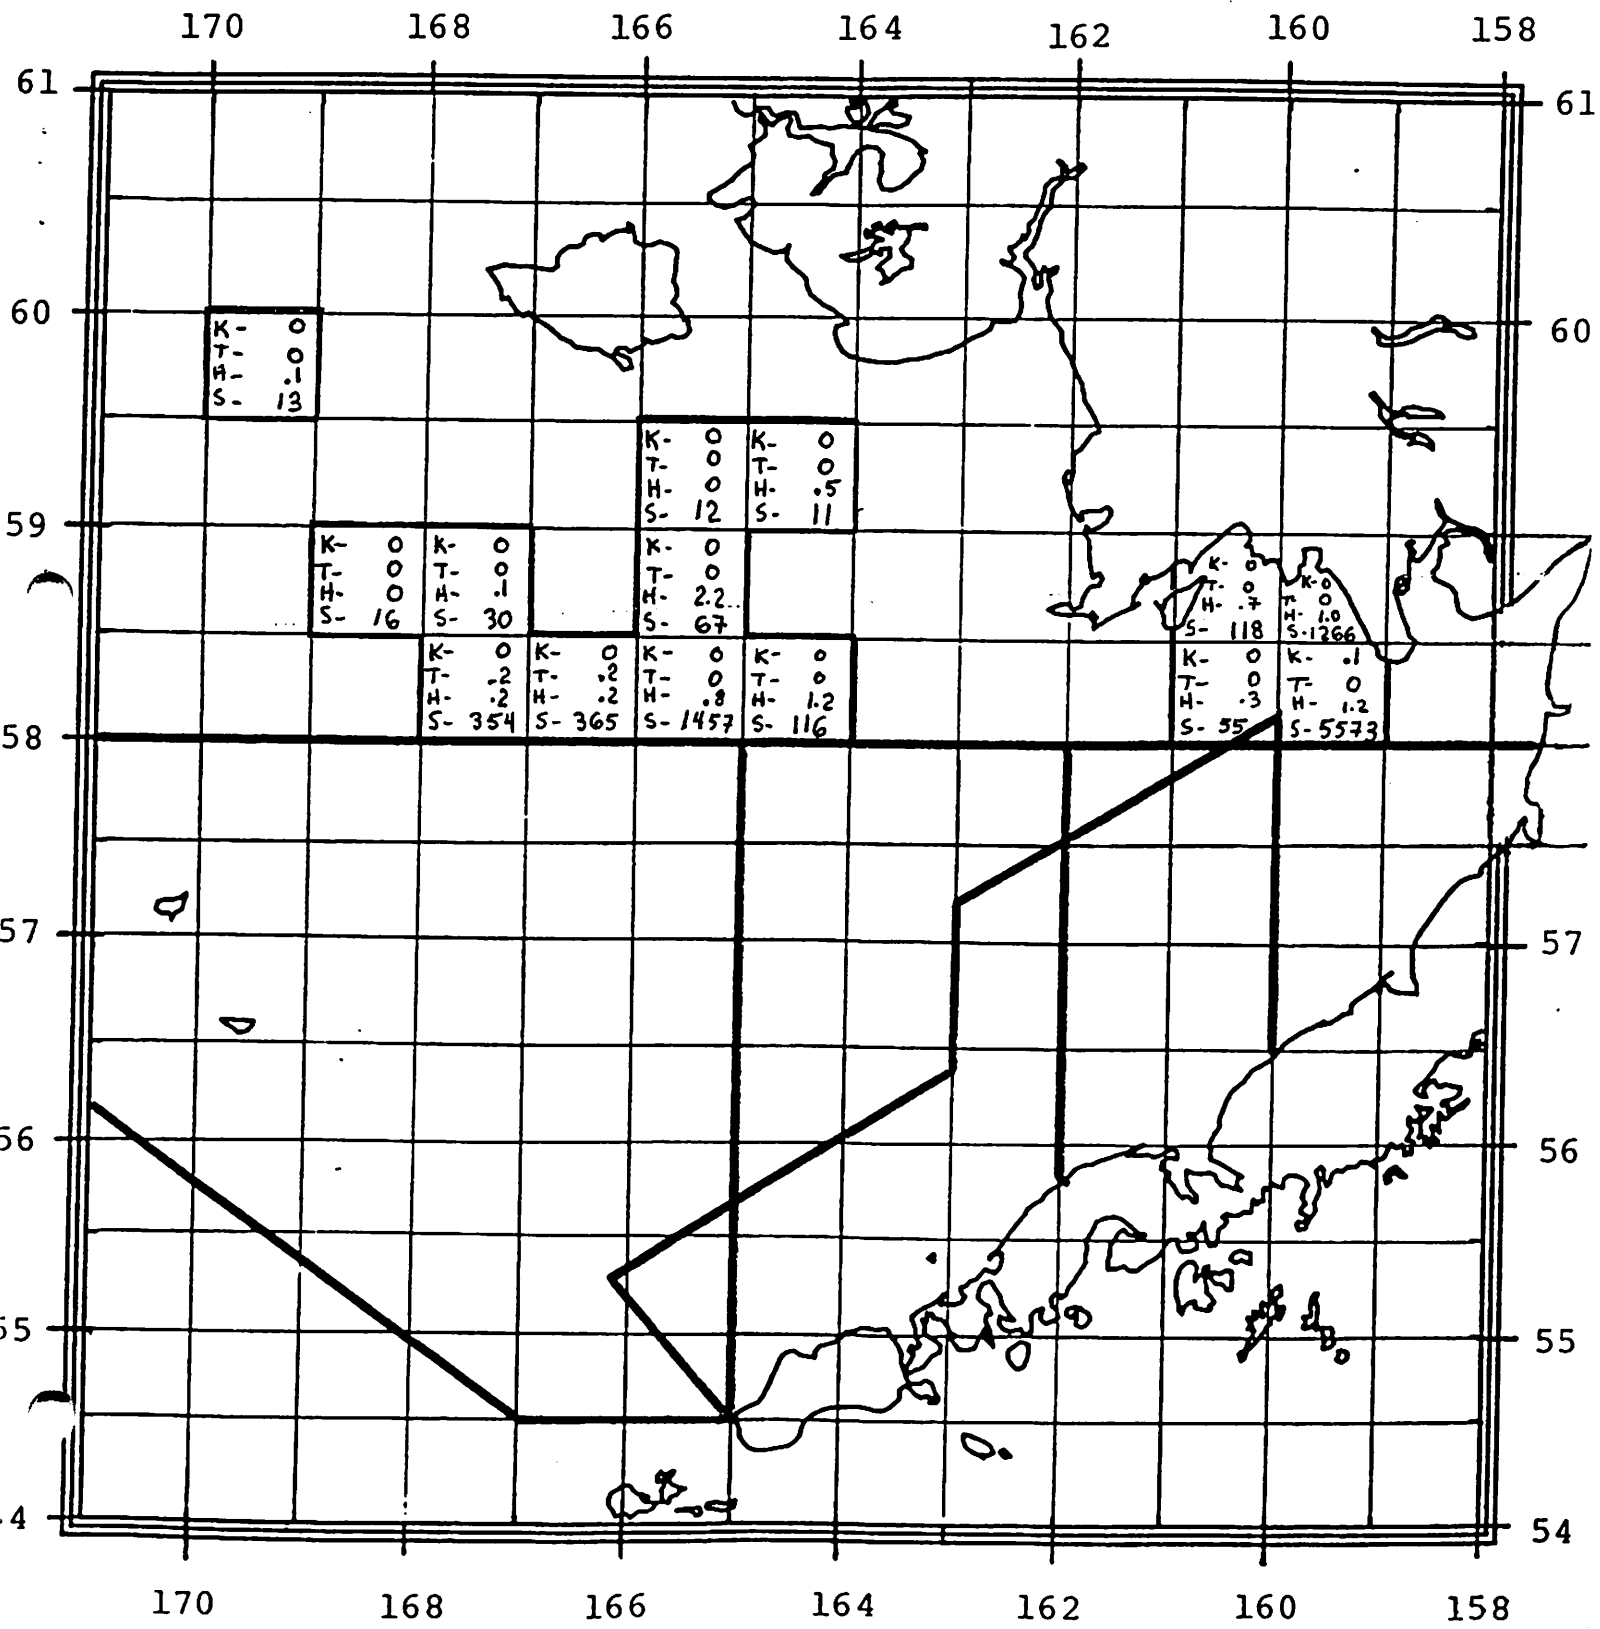 170 168 166 164 162 160 158
61 61
60 60
K- 0
T- 0
H- .1
S- 13
K- 0 K- 0
T- 0 T- 0
H- 0 H- .5
S- 12 S- 11
59
K- 0 K- 0 K- 0
T- 0 T- 0 T- 0
H- 0 H- .1 H- 2.2
S- 16 S- 30 S- 67
K- 0 K- 0
T- 0 T- 0
H- .7 H- 1.0
S- 118 S-1266
K- 0 K- 0 K- 0 K- 0 K- 0 K- .1
T- .2 T- .2 T- 0 T- 0 T- 0 T- 0
H- .2 H- .2 H- .8 H- 1.2 H- .3 H- 1.2
S- 354 S- 365 S- 1457 S- 116 S- 55 S-5573
58
57 57
56 56
55 55
4 54
170 168 166 164 162 160 158